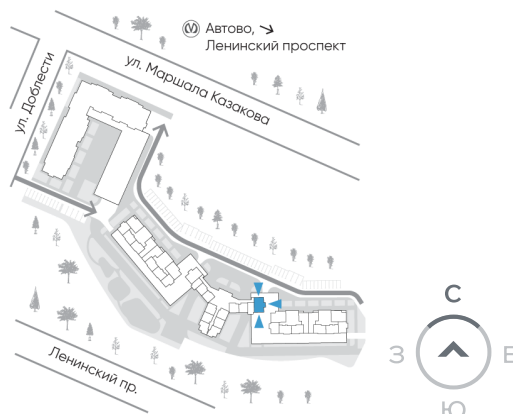 Автово, ↘
Ленинский проспект
ул. Маршала Казакова
ул. Доблести
Ленинский пр.
С
З
В
Ю